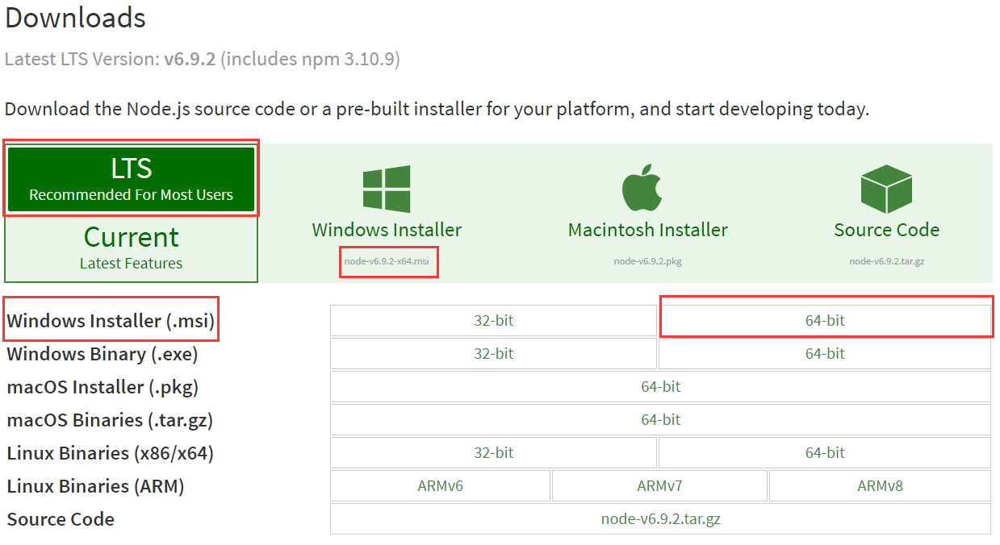 Downloads
Latest LTS Version: v6.9.2 (includes npm 3.10.9)
Download the Node.js source code or a pre-built installer for your platform, and start developing today.
LTS
Recommended For Most Users
Current
Latest Features
Windows Installer
node-v6.9.2-x64.msi
Macintosh Installer
node-v6.9.2.pkg
Source Code
node-v6.9.2.tar.gz
Windows Installer (.msi) 32-bit 64-bit
Windows Binary (.exe) 32-bit 64-bit
macOS Installer (.pkg) 64-bit
macOS Binaries (.tar.gz) 64-bit
Linux Binaries (x86/x64) 32-bit 64-bit
Linux Binaries (ARM) ARMv6 ARMv7 ARMv8
Source Code node-v6.9.2.tar.gz